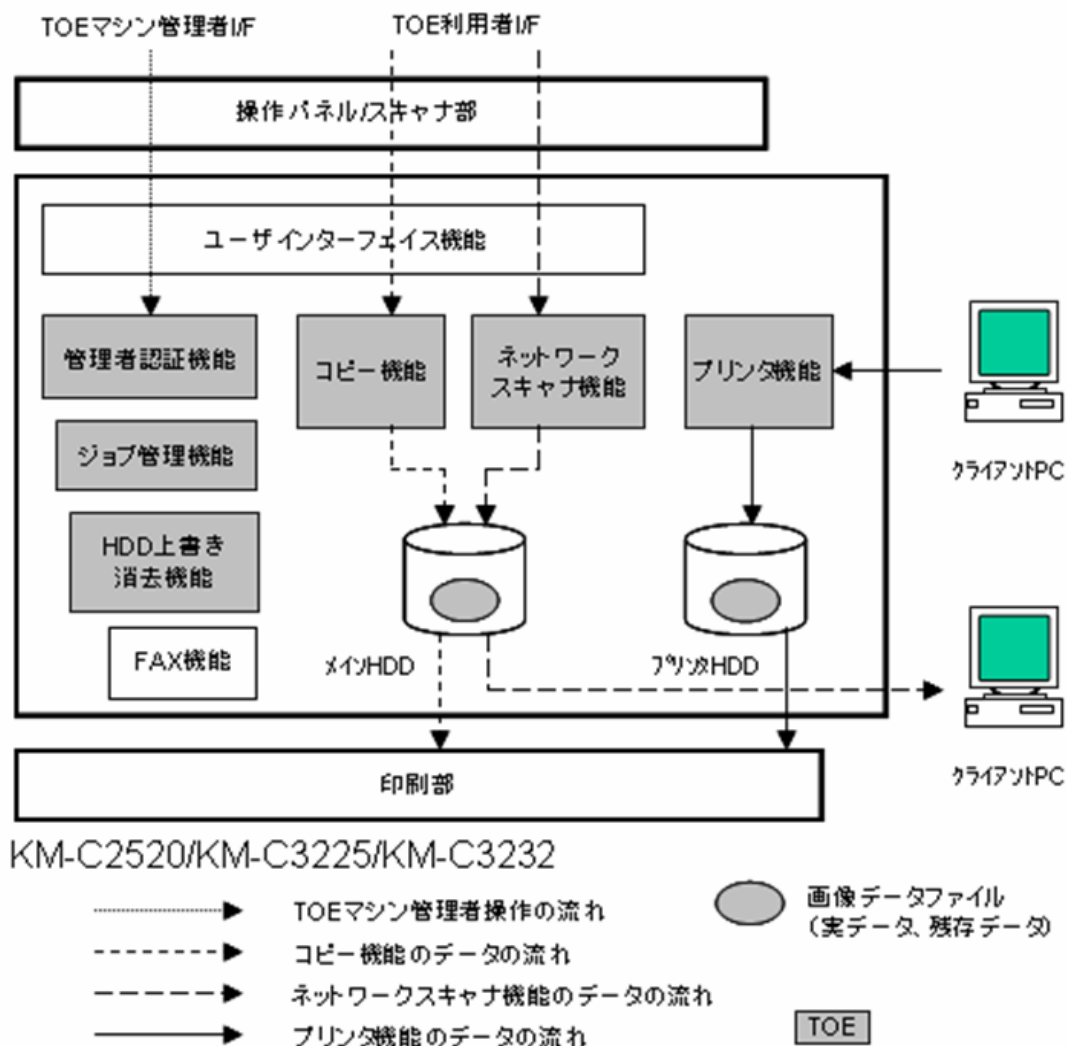 TOEマシン管理者I/F
TOE利用者I/F
操作パネル/スキャナ部
ユーザインターフェイス機能
管理者認証機能
コピー機能
ネットワーク
スキャナ機能
プリンタ機能
ジョブ管理機能
HDD上書き
消去機能
FAX機能
メインHDD
プリンタHDD
クライアントPC
クライアントPC
印刷部
KM-C2520/KM-C3225/KM-C3232
TOEマシン管理者操作の流れ
コピー機能のデータの流れ
ネットワークスキャナ機能のデータの流れ
プリンタ機能のデータの流れ
画像データファイル
(実データ、残存データ)
TOE